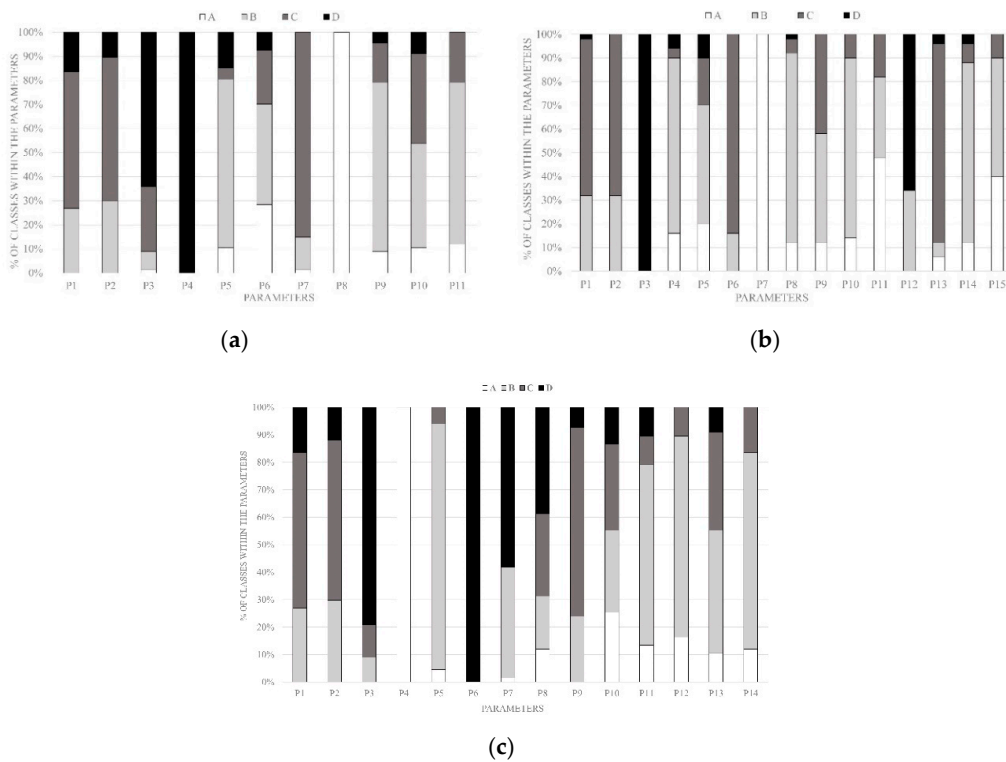 A B C D
% OF CLASSES WITHIN THE PARAMETERS
100%
90%
80%
70%
60%
50%
40%
30%
20%
10%
0%
P1 P2 P3 P4 P5 P6 P7 P8 P9 P10 P11
PARAMETERS
(a)
A B C D
% OF CLASSES WITHIN THE PARAMETERS
100%
90%
80%
70%
60%
50%
40%
30%
20%
10%
0%
P1 P2 P3 P4 P5 P6 P7 P8 P9 P10 P11 P12 P13 P14 P15
PARAMETERS
(b)
A B C D
% OF CLASSES WITHIN THE PARAMETERS
100%
90%
80%
70%
60%
50%
40%
30%
20%
10%
0%
P1 P2 P3 P4 P5 P6 P7 P8 P9 P10 P11 P12 P13 P14
PARAMETERS
(c)